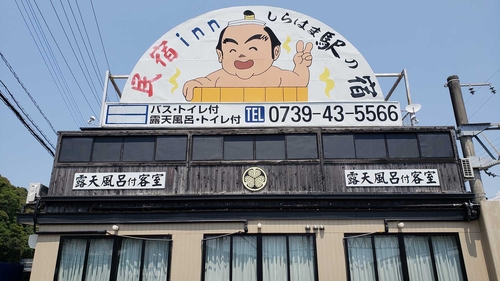 民宿inn しらはま駅の宿
バス・トイレ付
露天風呂・トイレ付
TEL 0739-43-5566
露天風呂付客室
露天風呂付客室